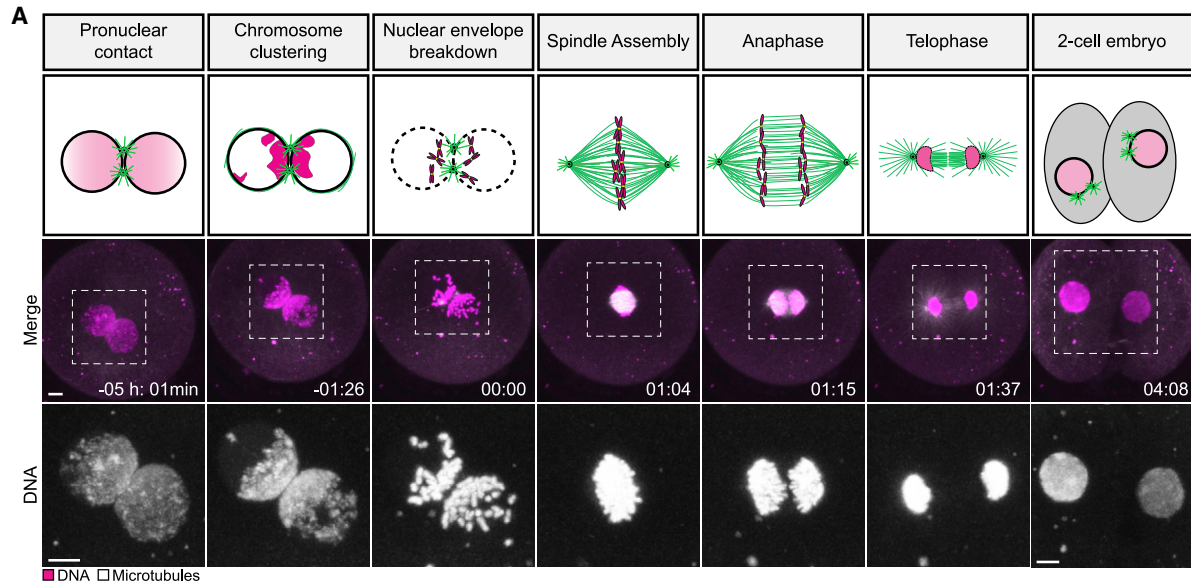 A
Pronuclear
contact
Chromosome
clustering
Nuclear envelope
breakdown
Spindle Assembly
Anaphase
Telophase
2-cell embryo
Merge
-05 h: 01min
-01:26
00:00
01:04
01:15
01:37
04:08
DNA
DNA Microtubules